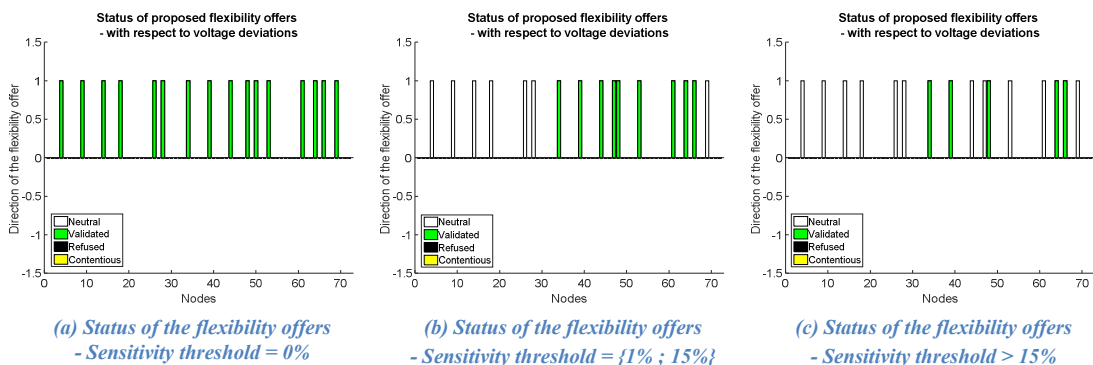 Status of proposed flexibility offers
- with respect to voltage deviations
Direction of the flexibility offer
1.5
1
0.5
0
-0.5
-1
-1.5
Neutral
Validated
Refused
Contentious
0 10 20 30 40 50 60 70
Nodes
(a) Status of the flexibility offers
- Sensitivity threshold = 0%
Status of proposed flexibility offers
- with respect to voltage deviations
Direction of the flexibility offer
1.5
1
0.5
0
-0.5
-1
-1.5
Neutral
Validated
Refused
Contentious
0 10 20 30 40 50 60 70
Nodes
(b) Status of the flexibility offers
- Sensitivity threshold = {1% ; 15%}
Status of proposed flexibility offers
- with respect to voltage deviations
Direction of the flexibility offer
1.5
1
0.5
0
-0.5
-1
-1.5
Neutral
Validated
Refused
Contentious
0 10 20 30 40 50 60 70
Nodes
(c) Status of the flexibility offers
- Sensitivity threshold > 15%